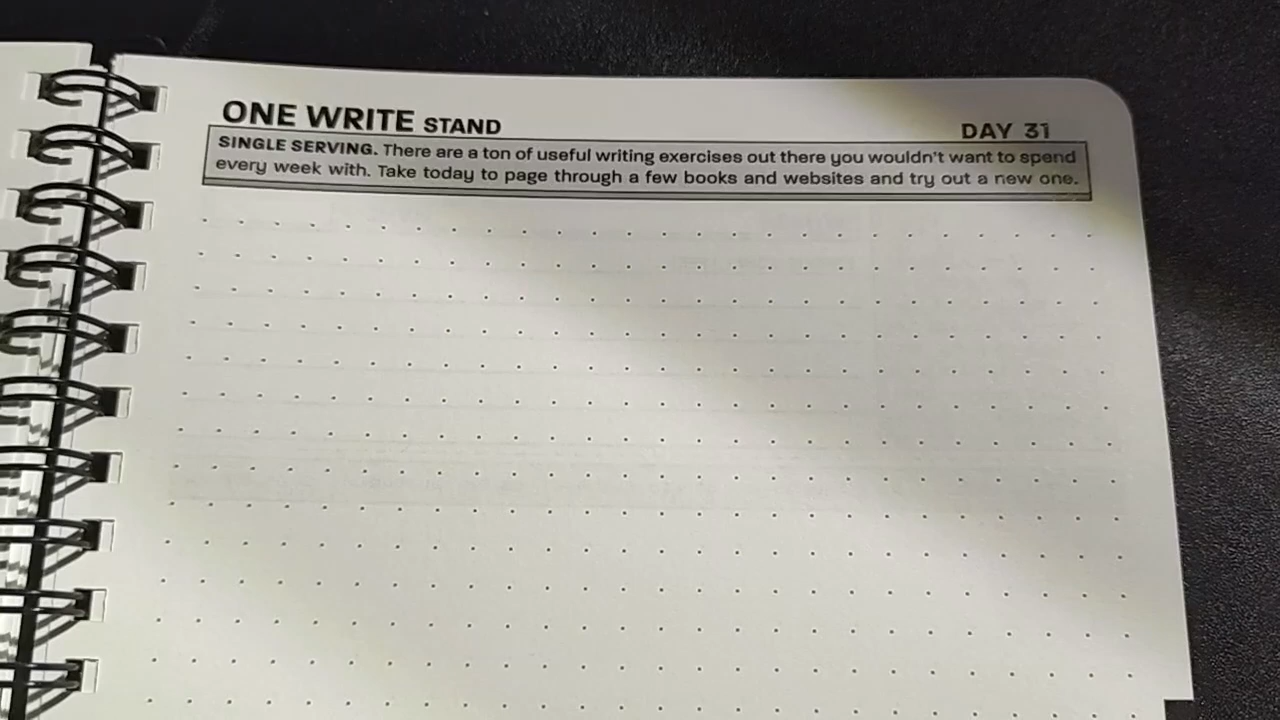 ONE WRITE STAND
DAY 31
SINGLE SERVING. There are a ton of useful writing exercises out there you wouldn't want to spend
every week with. Take today to page through a few books and websites and try out a new one.